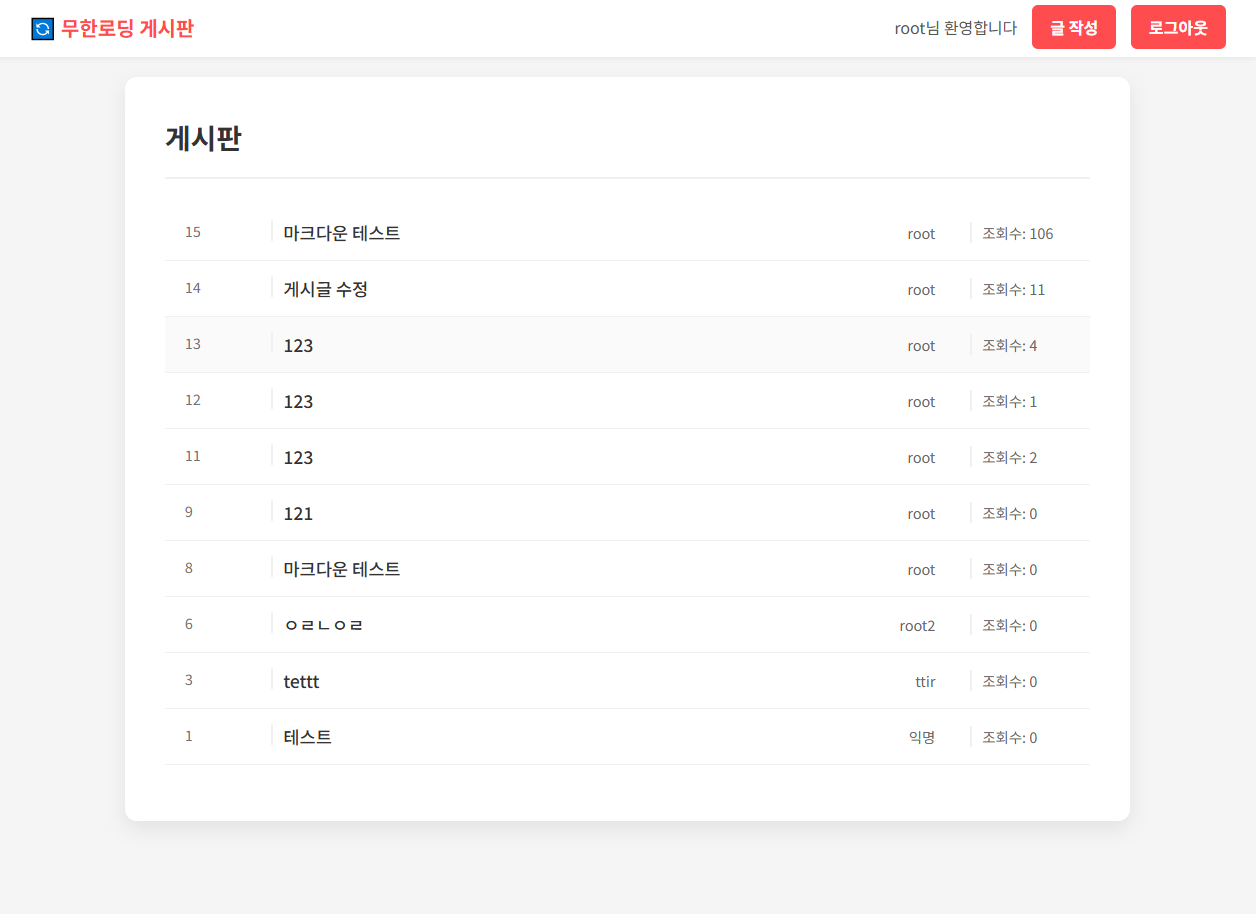 무한로딩 게시판 root님 환영합니다 글 작성 로그아웃
게시판
15 마크다운 테스트 root 조회수: 106
14 게시글 수정 root 조회수: 11
13 123 root 조회수: 4
12 123 root 조회수: 1
11 123 root 조회수: 2
9 121 root 조회수: 0
8 마크다운 테스트 root 조회수: 0
6 ㅇㄹㄴㅇㄹ root2 조회수: 0
3 tettt ttir 조회수: 0
1 테스트 익명 조회수: 0